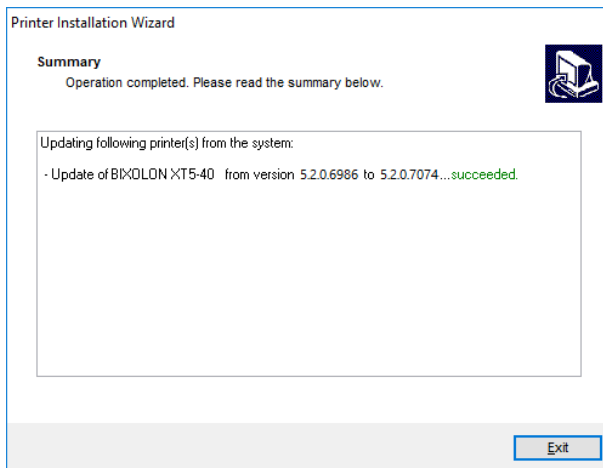 Printer Installation Wizard
Summary
Operation completed. Please read the summary below.
Updating following printer(s) from the system:
- Update of BIXOLON XT5-40 from version 5.2.0.6986 to 5.2.0.7074...succeeded.
Exit